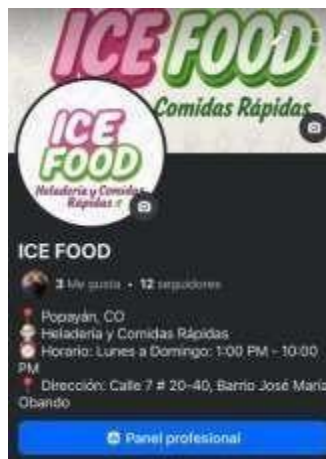 ICE FOOD
Comidas Rápidas
ICE
FOOD
Heladería y Comidas
Rápidas
ICE FOOD
3 Me gusta • 12 seguidores
📍 Popayán, CO
🍨 Heladería y Comidas Rápidas
🕐 Horario: Lunes a Domingo: 1:00 PM - 10:00
PM
📍 Dirección: Calle 7 # 20-40, Barrio José María
Obando
Panel profesional